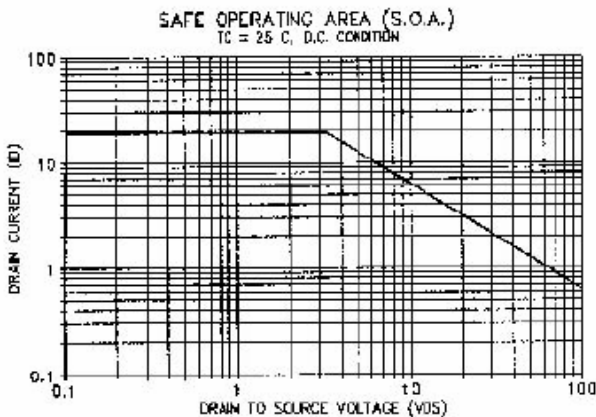 SAFE OPERATING AREA (S.O.A.)
TC = 25 C, D.C. CONDITION
100
10
1
0.1
DRAIN CURRENT (ID)
0.1
1
10
100
DRAIN TO SOURCE VOLTAGE (VDS)